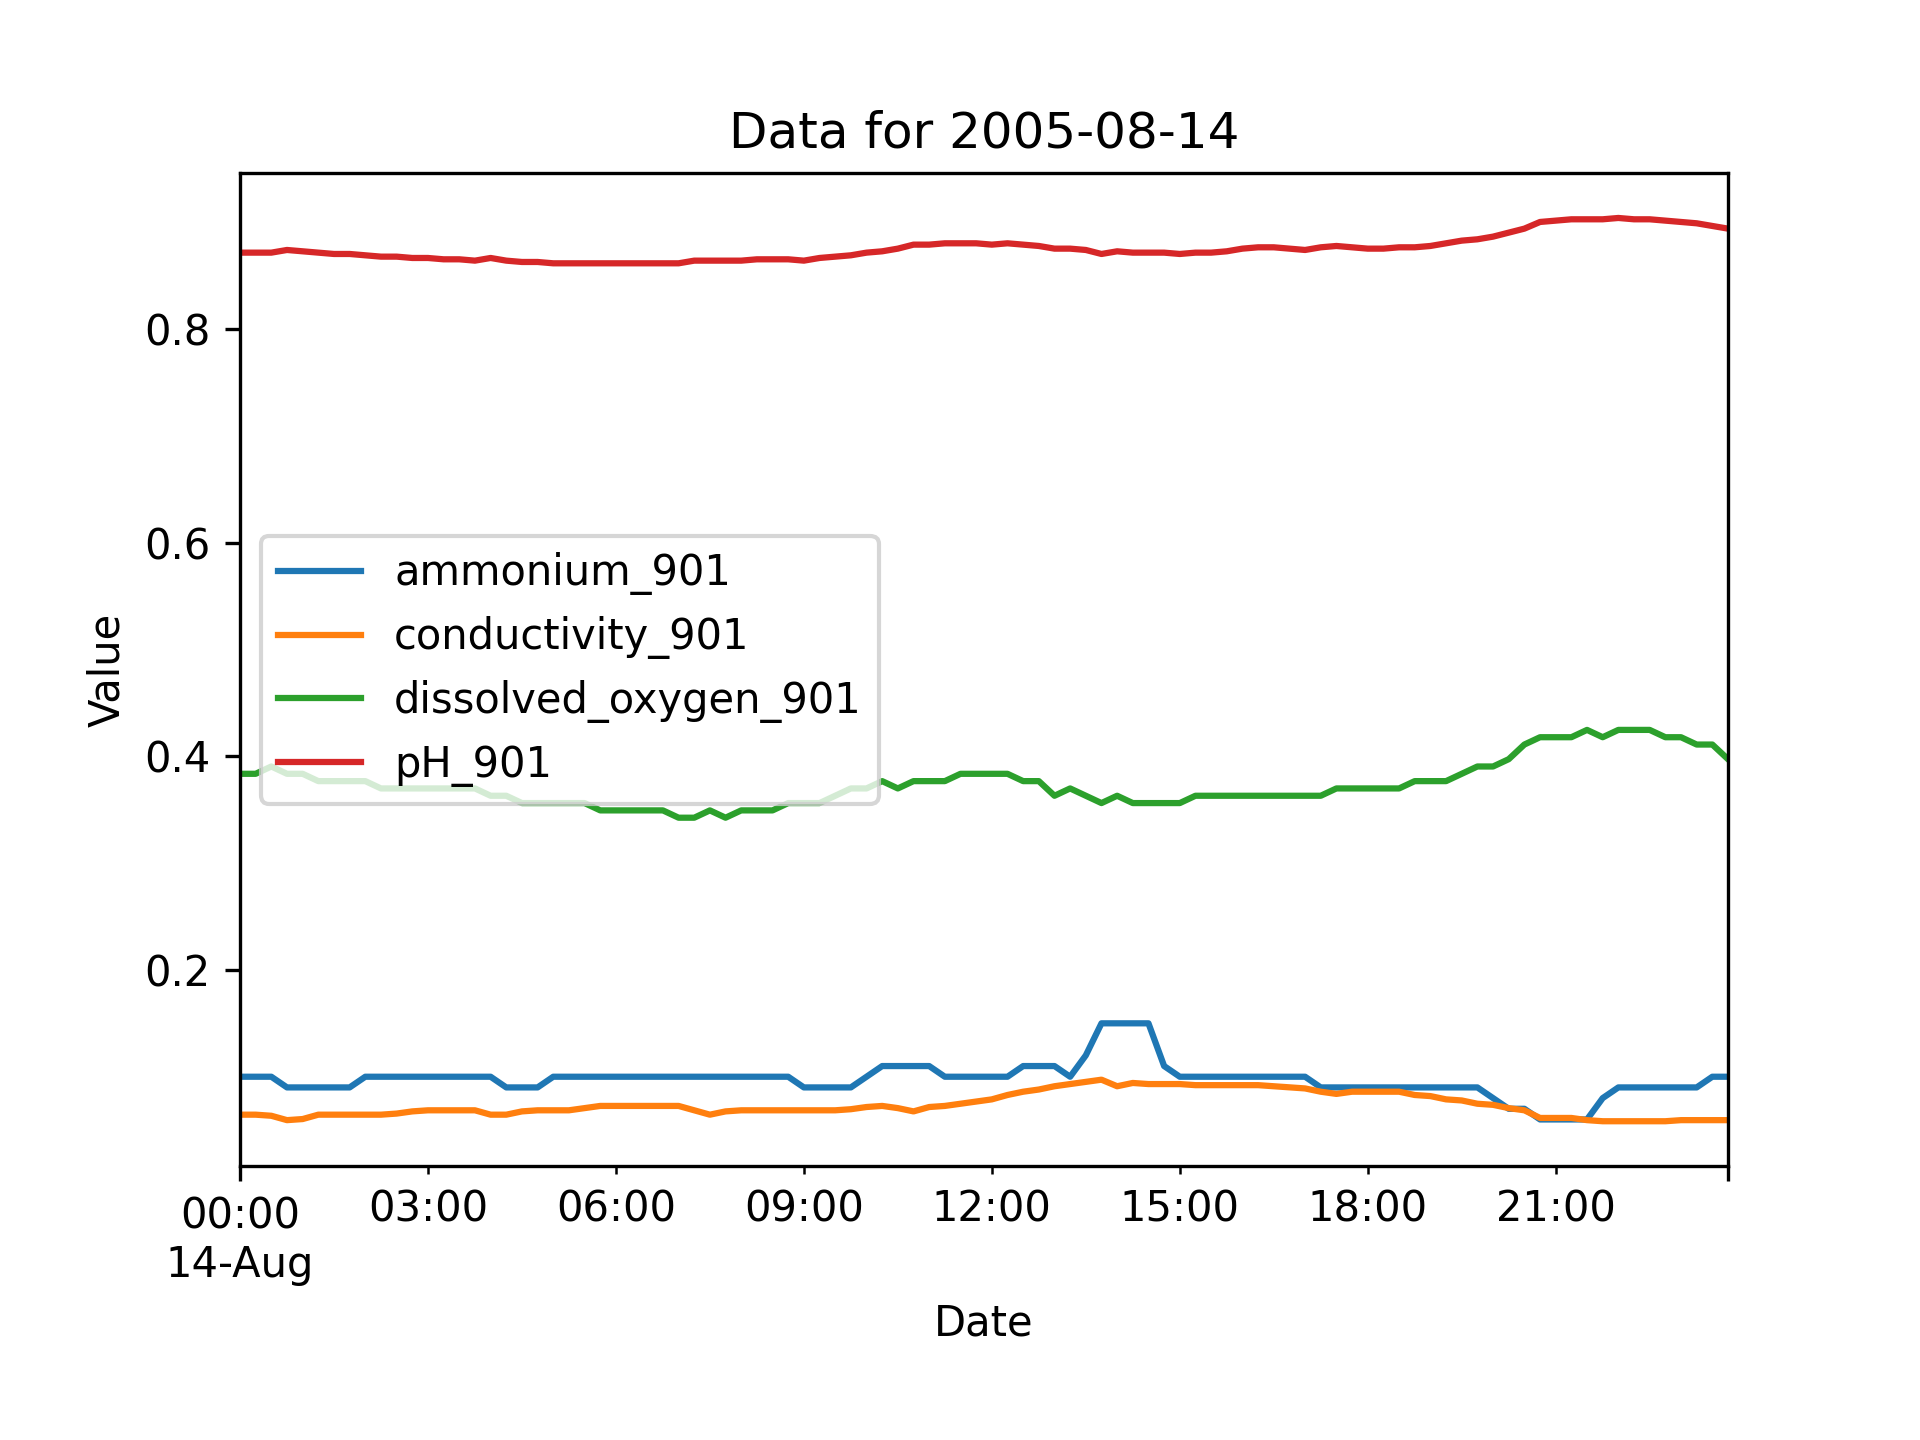 Data for 2005-08-14
Value
0.8
0.6
0.4
0.2
ammonium_901
conductivity_901
dissolved_oxygen_901
pH_901
00:00 03:00 06:00 09:00 12:00 15:00 18:00 21:00
14-Aug
Date